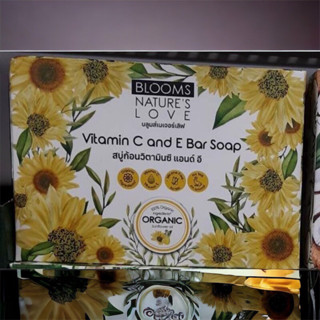 BLOOMS
NATURE'S
LOVE
บลูมส์เนเจอร์เลิฟ
Vitamin C and E Bar Soap
สบู่ก้อนวิตามินซี แอนด์ อี
ORGANIC